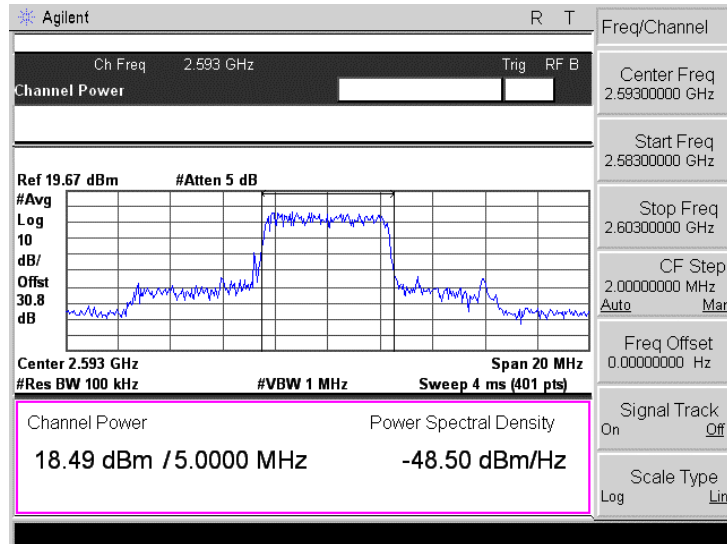 Agilent R T
Ch Freq 2.593 GHz Trig RF B
Channel Power
Ref 19.67 dBm #Atten 5 dB
#Avg
Log
10
dB/
Offst
30.8
dB
Center 2.593 GHz Span 20 MHz
#Res BW 100 kHz #VBW 1 MHz Sweep 4 ms (401 pts)
Channel Power Power Spectral Density
18.49 dBm /5.0000 MHz -48.50 dBm/Hz
Freq/Channel
Center Freq
2.59300000 GHz
Start Freq
2.58300000 GHz
Stop Freq
2.60300000 GHz
CF Step
2.00000000 MHz
Auto Man
Freq Offset
0.00000000 Hz
Signal Track
On Off
Scale Type
Log Lin